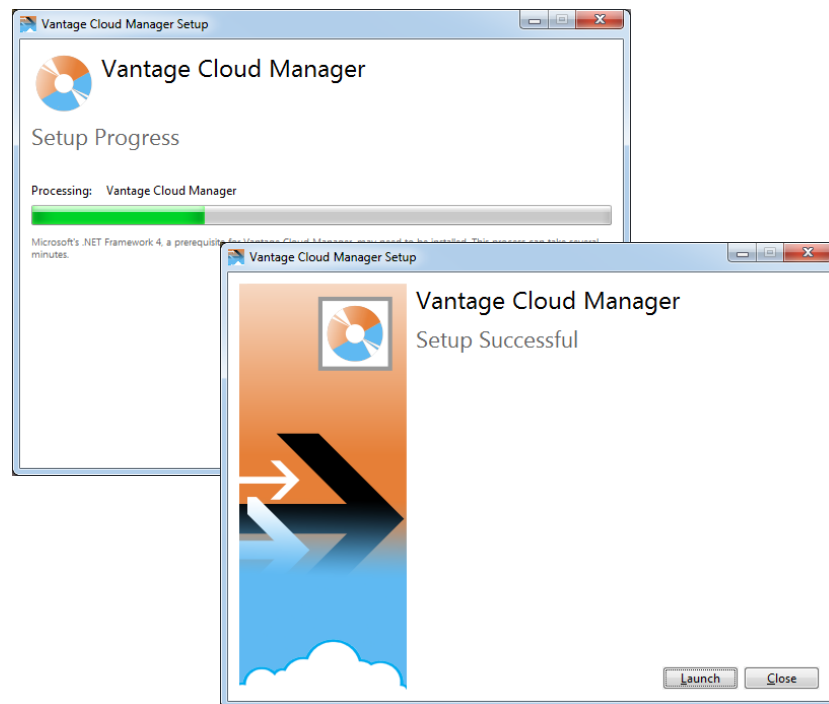 Vantage Cloud Manager Setup
Vantage Cloud Manager
Setup Progress
Processing: Vantage Cloud Manager
Microsoft's .NET Framework 4, a prerequisite for Vantage Cloud Manager, may need to be installed. This process can take several
minutes.
Vantage Cloud Manager Setup
Vantage Cloud Manager
Setup Successful
Launch Close